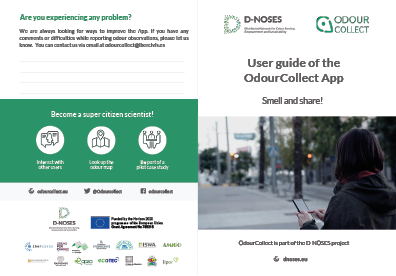 Are you experiencing any problem?
We are always looking for ways to improve the App. If you have any
comments or difficulties while reporting odour observations, please let us
know. You can contact us via email at odourcollect@ibercivis.es
Become a super citizen scientist!
Interact with
other users
Look up the
odour map
Be part of a
pilot case study
odourcollect.eu
@Odourcollect
odourcollect
D-NOSES
Funded by the Horizon 2020
programme of the European Union
Grant Agreement No 789315
D-NOSES
ODOUR
COLLECT
User guide of the
OdourCollect App
Smell and share!
OdourCollect is part of the D-NOSES project
dnoses.eu